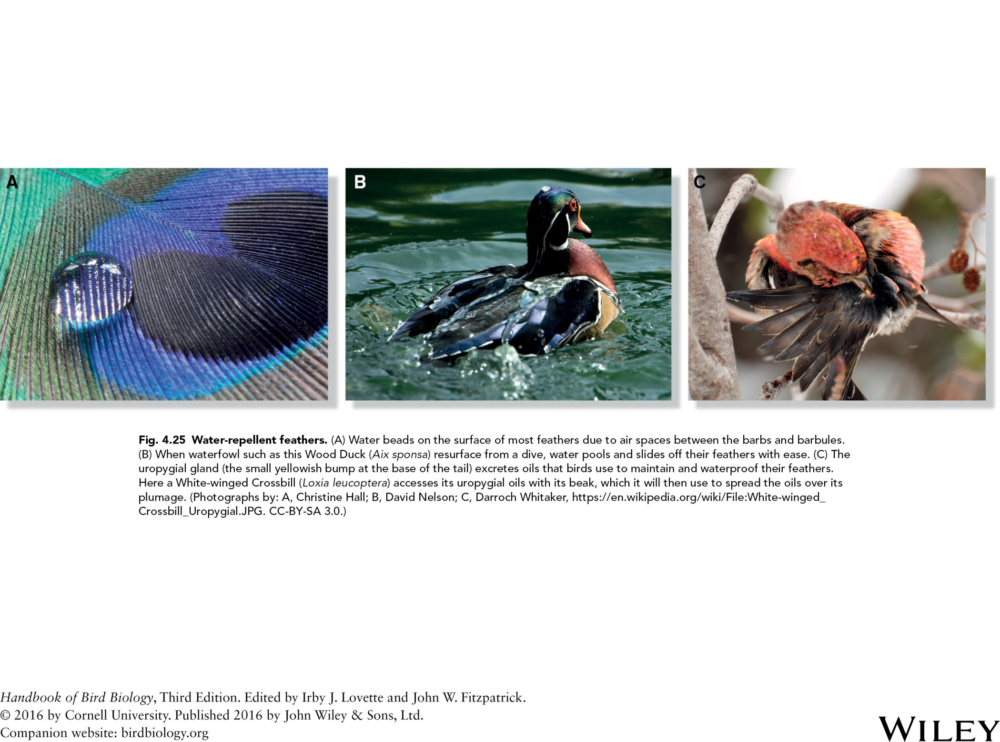 A
B
C
Fig. 4.25 Water-repellent feathers. (A) Water beads on the surface of most feathers due to air spaces between the barbs and barbules.
(B) When waterfowl such as this Wood Duck (Aix sponsa) resurface from a dive, water pools and slides off their feathers with ease. (C) The
uropygial gland (the small yellowish bump at the base of the tail) excretes oils that birds use to maintain and waterproof their feathers.
Here a White-winged Crossbill (Loxia leucoptera) accesses its uropygial oils with its beak, which it will then use to spread the oils over its
plumage. (Photographs by: A, Christine Hall; B, David Nelson; C, Darroch Whitaker, https://en.wikipedia.org/wiki/File:White-winged_
Crossbill_Uropygial.JPG. CC-BY-SA 3.0.)
Handbook of Bird Biology, Third Edition. Edited by Irby J. Lovette and John W. Fitzpatrick.
© 2016 by Cornell University. Published 2016 by John Wiley & Sons, Ltd.
Companion website: birdbiology.org
WILEY